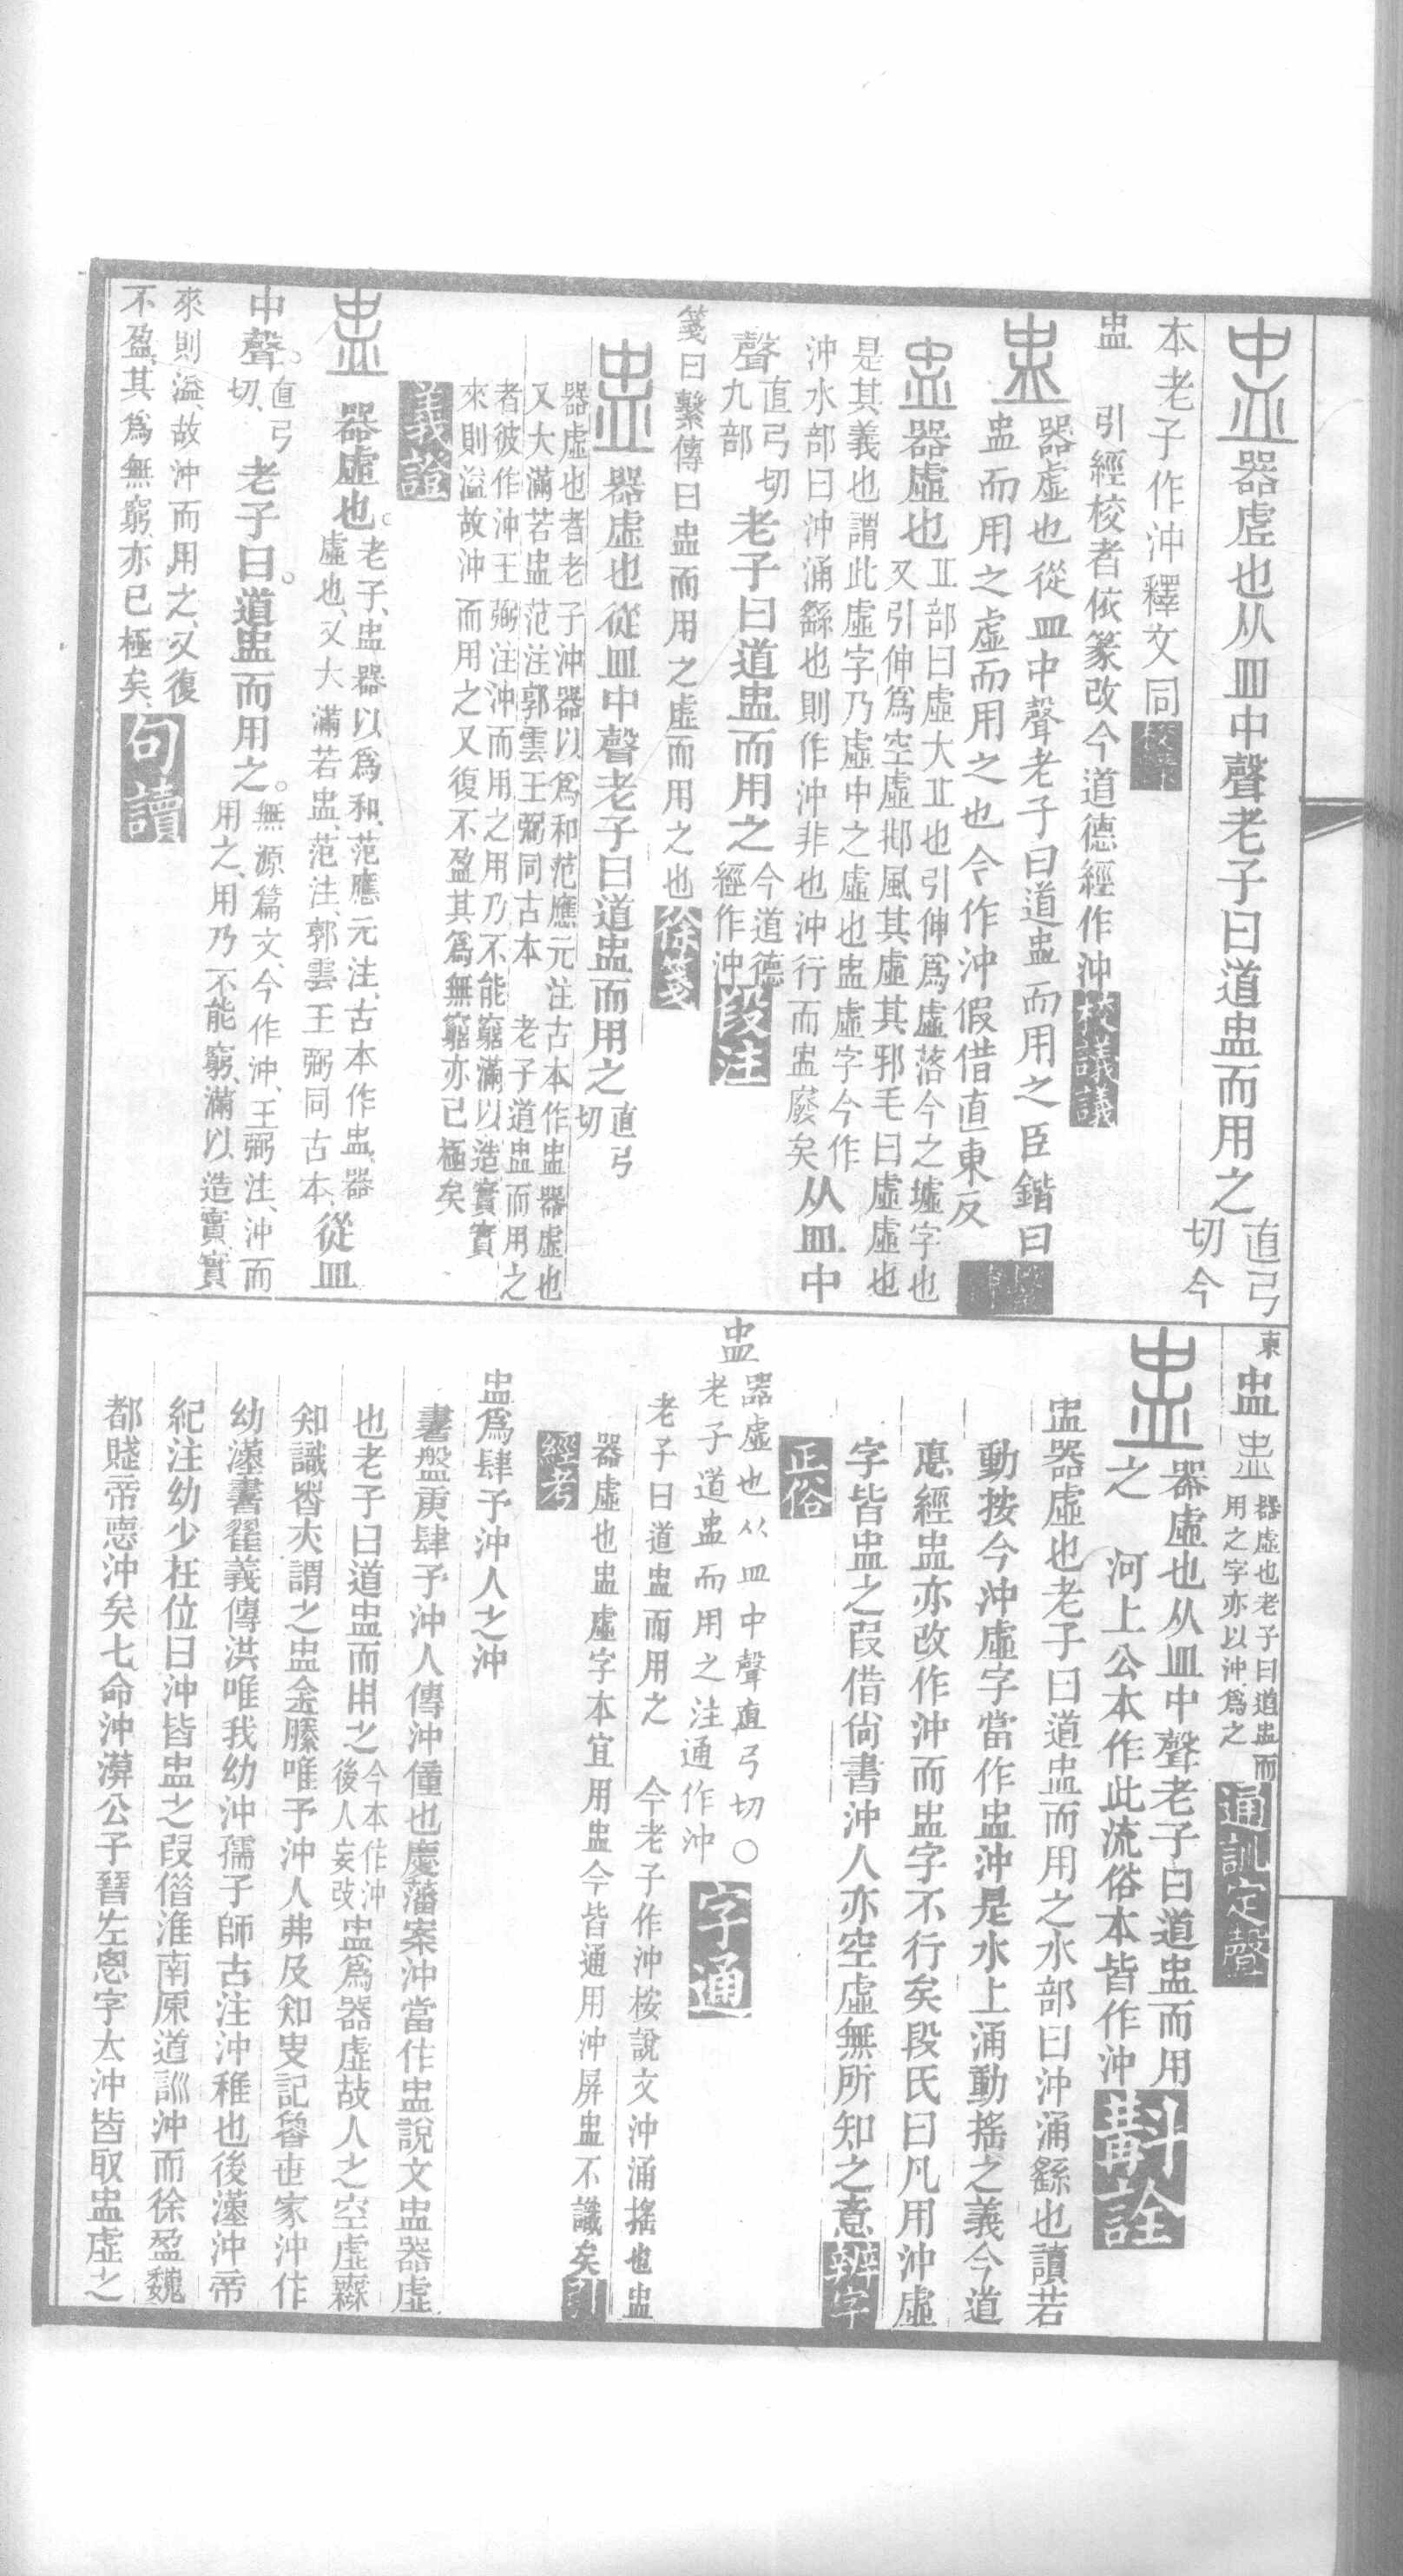 盅器虛也从皿中聲老子曰道盅而用之直弓切今
本老子作沖釋文同
盅引經校者依篆改今道德經作沖校議議
盅器虛也從皿中聲老子曰道盅而用之臣鍇曰
盅而用之虛而用之也今作沖假借直東反
盅器虛也丠部曰虛大丠也引伸爲虛落今之墟字也
又引伸爲空虛邶風其虛其邪毛曰虛虛也
是其義也謂此虛字乃虛中之虛也盅虛字今作
沖水部曰沖涌繇也則作沖非也沖行而盅廢矣从皿中
聲直弓切九部老子曰道盅而用之今道德經作沖段注
箋曰繫傳曰盅而用之虛而用之也徐箋
盅器虛也從皿中聲老子曰道盅而用之直弓切
器虛也者老子沖器以爲和范應元注古本作盅器虛也
又大滿若盅范注郭雲王弼同古本 老子道盅而用之
者彼作沖王弼注沖而用之用乃不能窮滿以造實實
來則溢故沖而用之又復不盈其爲無窮亦已極矣
義證
盅器虛也。老子、盅器以爲和、范應元注、古本作盅、器
虛也、又大滿若盅、范注、郭雲王弼同古本、從皿
中聲。直弓切、老子曰。道盅而用之。無源篇文、今作沖、王弼注、沖而
用之、用乃不能窮、滿以造實、實
來則溢、故沖而用之、又復
不盈、其爲無窮、亦已極矣、句讀
東盅盅器虛也老子曰道盅而
用之字亦以沖爲之通訓定聲
盅器虛也从皿中聲老子曰道盅而用
之 河上公本作此流俗本皆作沖斠詮
盅器虛也老子曰道盅而用之水部曰沖涌繇也讀若
動按今沖虛字當作盅沖是水上涌動搖之義今道
悳經盅亦改作沖而盅字不行矣段氏曰凡用沖虛
字皆盅之叚借尙書沖人亦空虛無所知之意辨字
正俗
盅器虛也从皿中聲直弓切〇
老子道盅而用之注通作沖字通
老子曰道盅而用之 今老子作沖桉說文沖涌搖也盅
器虛也盅虛字本宜用盅今皆通用沖屏盅不識矣引
經考
盅爲肆予沖人之沖
書盤庚肆予沖人傳沖僮也慶藩案沖當作盅說文盅器虛
也老子曰道盅而用之今本作沖後人妄改盅爲器虛故人之空虛霥
知識者大謂之盅金縢唯予沖人弗及知叏記魯世家沖作
幼漢書翟義傳洪唯我幼沖孺子師古注沖稚也後漢沖帝
紀注幼少在位曰沖皆盅之叚借淮南原道訓沖而徐盈魏
都賤帝悳沖矣七命沖漠公子晉左思字太沖皆取盅虛之